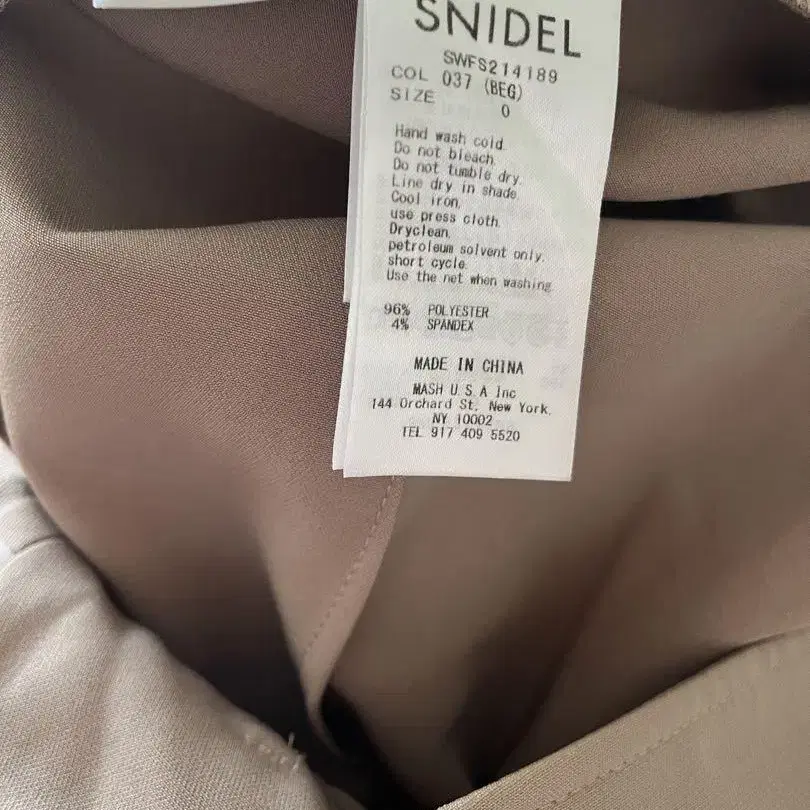 SNIDEL
SWFS214189
COL 037 (BEG)
SIZE 0
Hand wash cold.
Do not bleach.
Do not tumble dry.
Line dry in shade.
Cool iron,
use press cloth.
Dryclean,
petroleum solvent only,
short cycle.
Use the net when washing.
96% POLYESTER
4% SPANDEX
MADE IN CHINA
MASH U.S.A Inc
144 Orchard St, New York,
NY 10002
TEL 917 409 5520